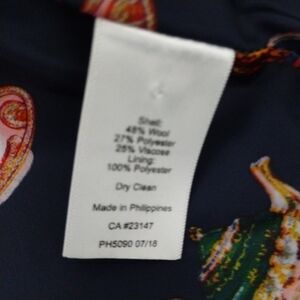 Shell:
48% Wool
27% Polyester
25% Viscose
Lining:
100% Polyester
Dry Clean
Made in Philippines
CA #23147
PH5090 07/18